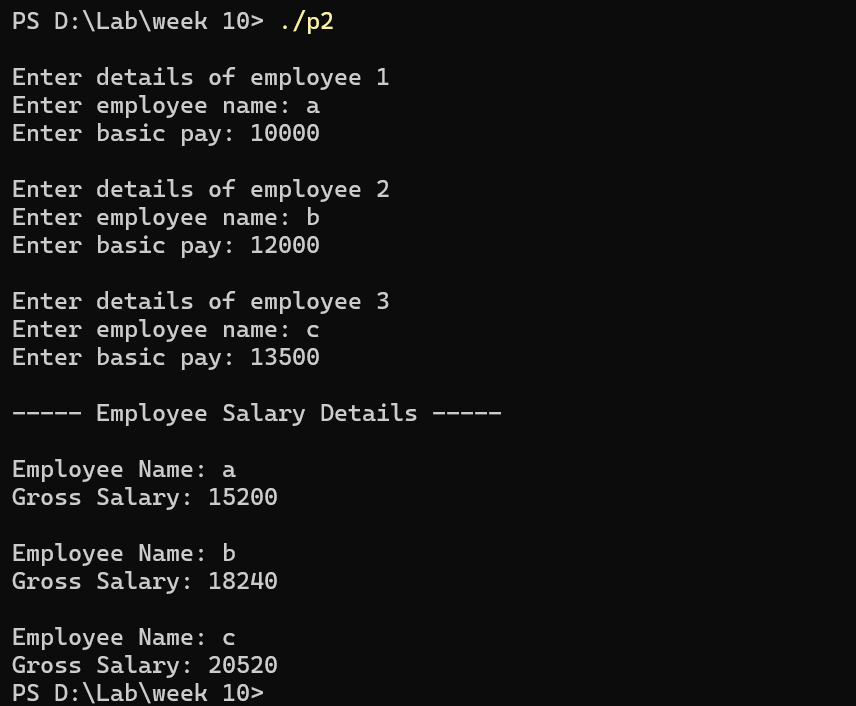 PS D:\Lab\week 10> ./p2
Enter details of employee 1
Enter employee name: a
Enter basic pay: 10000
Enter details of employee 2
Enter employee name: b
Enter basic pay: 12000
Enter details of employee 3
Enter employee name: c
Enter basic pay: 13500
----- Employee Salary Details -----
Employee Name: a
Gross Salary: 15200
Employee Name: b
Gross Salary: 18240
Employee Name: c
Gross Salary: 20520
PS D:\Lab\week 10>